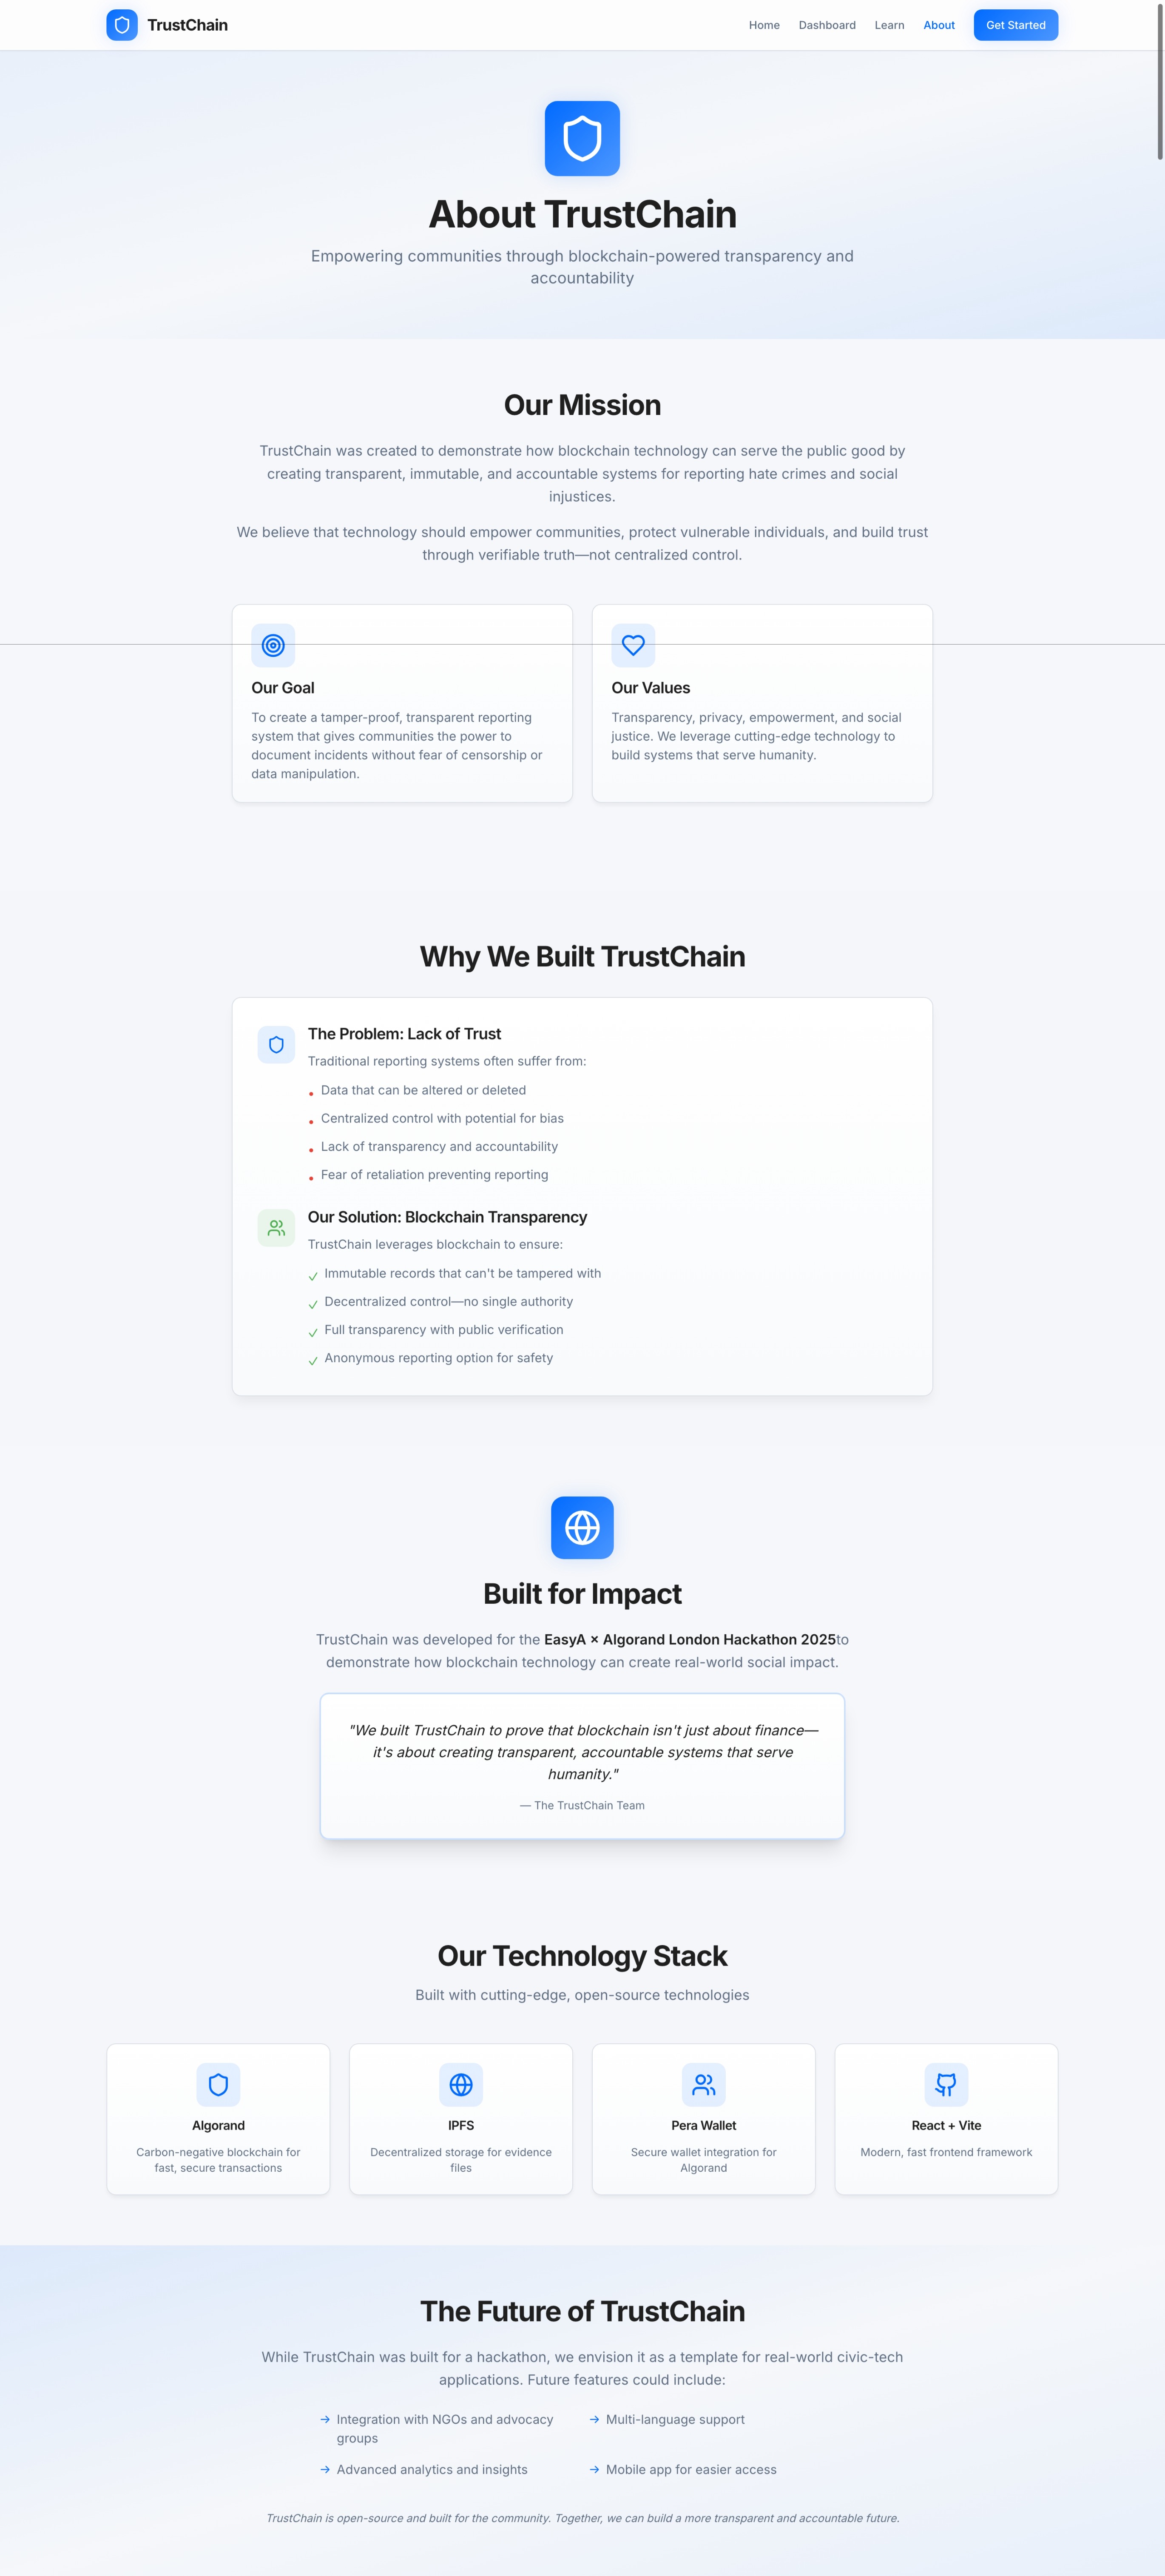 TrustChain
Home
Dashboard
Learn
About
Get Started
About TrustChain
Empowering communities through blockchain-powered transparency and
accountability
Our Mission
TrustChain was created to demonstrate how blockchain technology can serve the public good by
creating transparent, immutable, and accountable systems for reporting hate crimes and social
injustices.
We believe that technology should empower communities, protect vulnerable individuals, and build trust
through verifiable truth—not centralized control.
Our Goal
To create a tamper-proof, transparent reporting
system that gives communities the power to
document incidents without fear of censorship or
data manipulation.
Our Values
Transparency, privacy, empowerment, and social
justice. We leverage cutting-edge technology to
build systems that serve humanity.
Why We Built TrustChain
The Problem: Lack of Trust
Traditional reporting systems often suffer from:
• Data that can be altered or deleted
• Centralized control with potential for bias
• Lack of transparency and accountability
• Fear of retaliation preventing reporting
Our Solution: Blockchain Transparency
TrustChain leverages blockchain to ensure:
✓ Immutable records that can't be tampered with
✓ Decentralized control—no single authority
✓ Full transparency with public verification
✓ Anonymous reporting option for safety
Built for Impact
TrustChain was developed for the EasyA × Algorand London Hackathon 2025to
demonstrate how blockchain technology can create real-world social impact.
"We built TrustChain to prove that blockchain isn't just about finance—
it's about creating transparent, accountable systems that serve
humanity."
— The TrustChain Team
Our Technology Stack
Built with cutting-edge, open-source technologies
Algorand
Carbon-negative blockchain for
fast, secure transactions
IPFS
Decentralized storage for evidence
files
Pera Wallet
Secure wallet integration for
Algorand
React + Vite
Modern, fast frontend framework
The Future of TrustChain
While TrustChain was built for a hackathon, we envision it as a template for real-world civic-tech
applications. Future features could include:
→ Integration with NGOs and advocacy
groups
→ Multi-language support
→ Advanced analytics and insights
→ Mobile app for easier access
TrustChain is open-source and built for the community. Together, we can build a more transparent and accountable future.